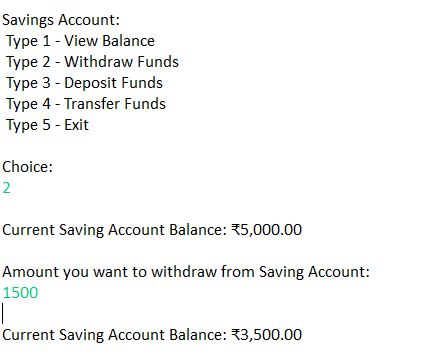 Savings Account:
Type 1 - View Balance
Type 2 - Withdraw Funds
Type 3 - Deposit Funds
Type 4 - Transfer Funds
Type 5 - Exit
Choice:
2
Current Saving Account Balance: ₹5,000.00
Amount you want to withdraw from Saving Account:
1500
Current Saving Account Balance: ₹3,500.00